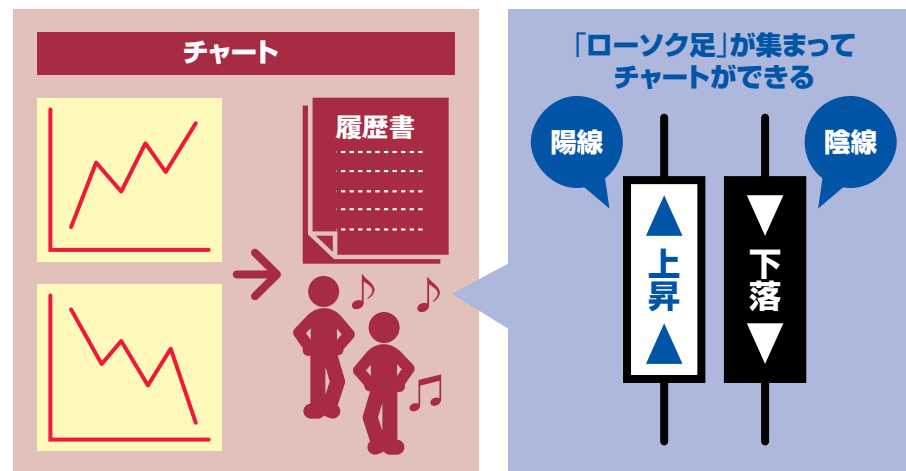 チャート
履歴書
「ローソク足」が集まって
チャートができる
陽線
陰線
上昇
下落